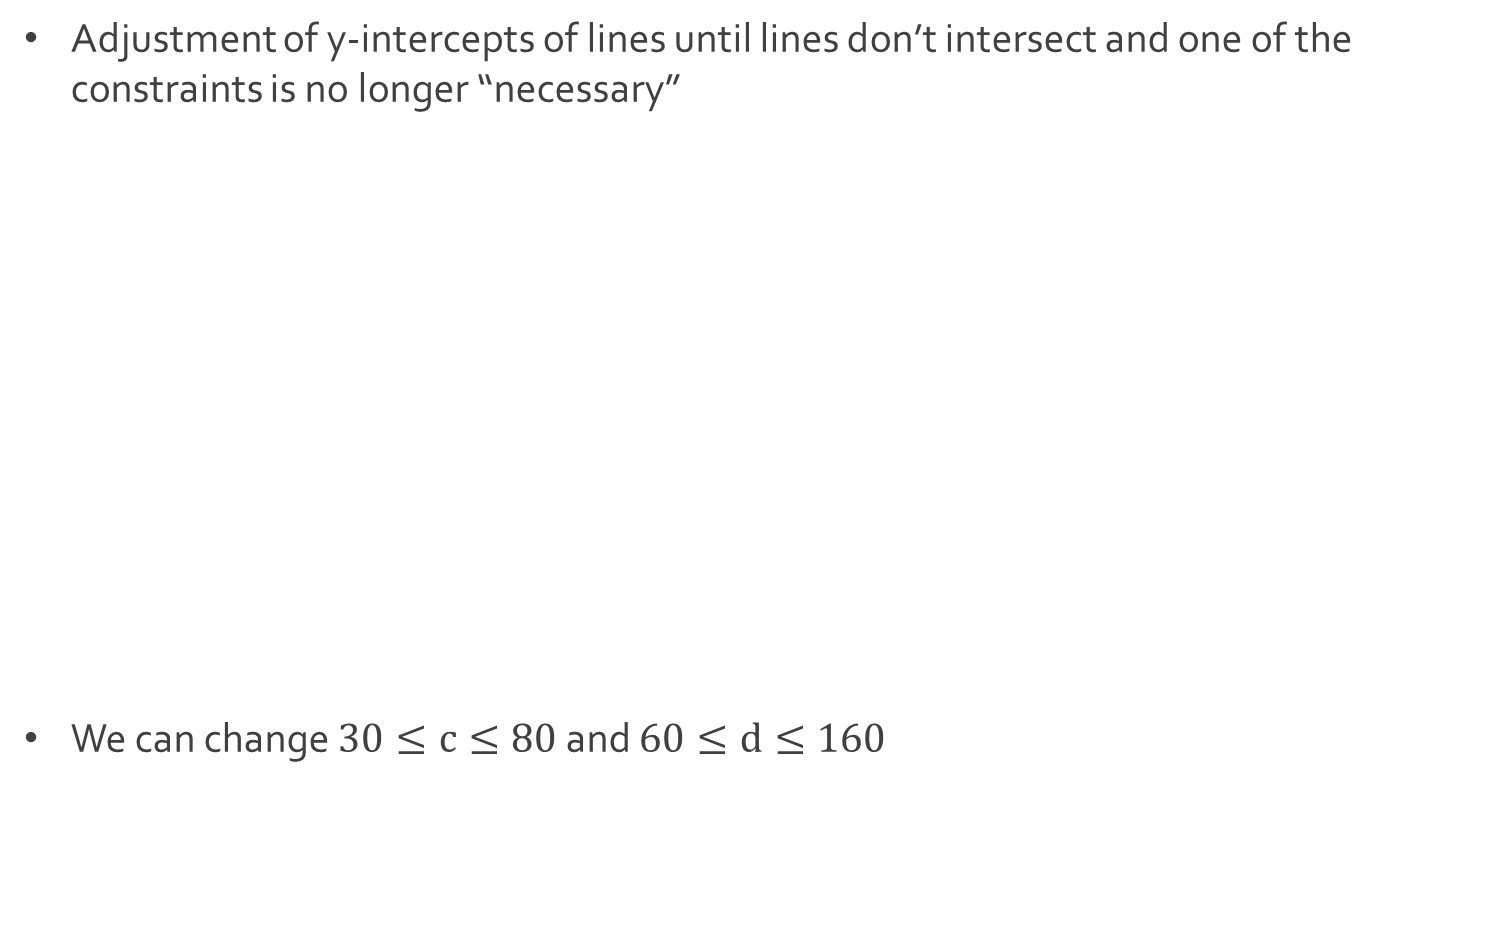 • Adjustment of y-intercepts of lines until lines don’t intersect and one of the
constraints is no longer “necessary”
• We can change 30 ≤ c ≤ 80 and 60 ≤ d ≤ 160